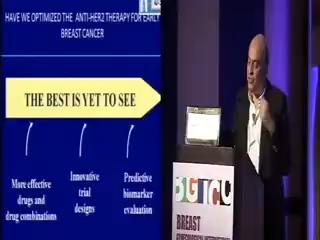 HAVE WE OPTIMIZED THE ANTI-HER2 THERAPY FOR EARLY
BREAST CANCER
THE BEST IS YET TO SEE
More effective
drugs and
drug combinations
Innovative
trial
designs
Predictive
biomarker
evaluation
BREAST